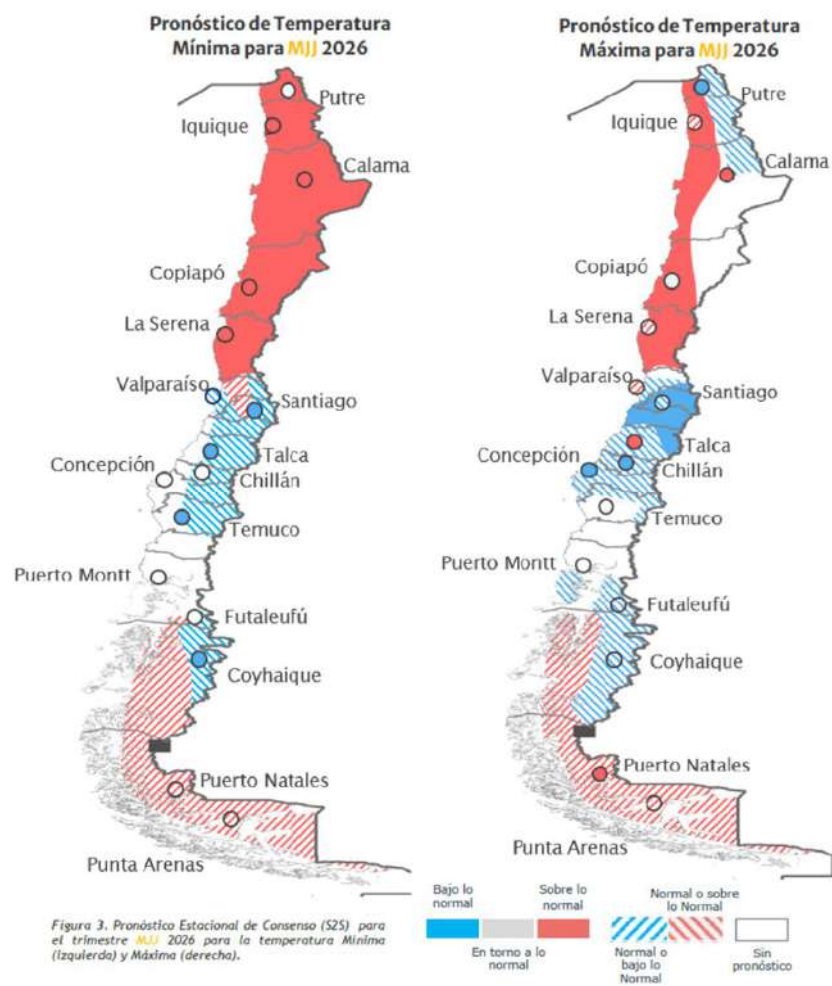 Pronóstico de Temperatura
Mínima para MJJ 2026
Putre
Iquique
Calama
Copiapó
La Serena
Valparaíso
Santiago
Talca
Concepción
Chillán
Temuco
Puerto Montt
Futaleufú
Coyhaique
Puerto Natales
Punta Arenas
Pronóstico de Temperatura
Máxima para MJJ 2026
Putre
Iquique
Calama
Copiapó
La Serena
Valparaíso
Santiago
Talca
Concepción
Chillán
Temuco
Puerto Montt
Futaleufú
Coyhaique
Puerto Natales
Punta Arenas
Figura 3. Pronóstico Estacional de Consenso (S2S) para
el trimestre MJJ 2026 para la temperatura Mínima
(izquierda) y Máxima (derecha).
Bajo lo
normal
Sobre lo
normal
En torno a lo
normal
Normal o sobre
lo Normal
Normal o
bajo lo
Normal
Sin
pronóstico